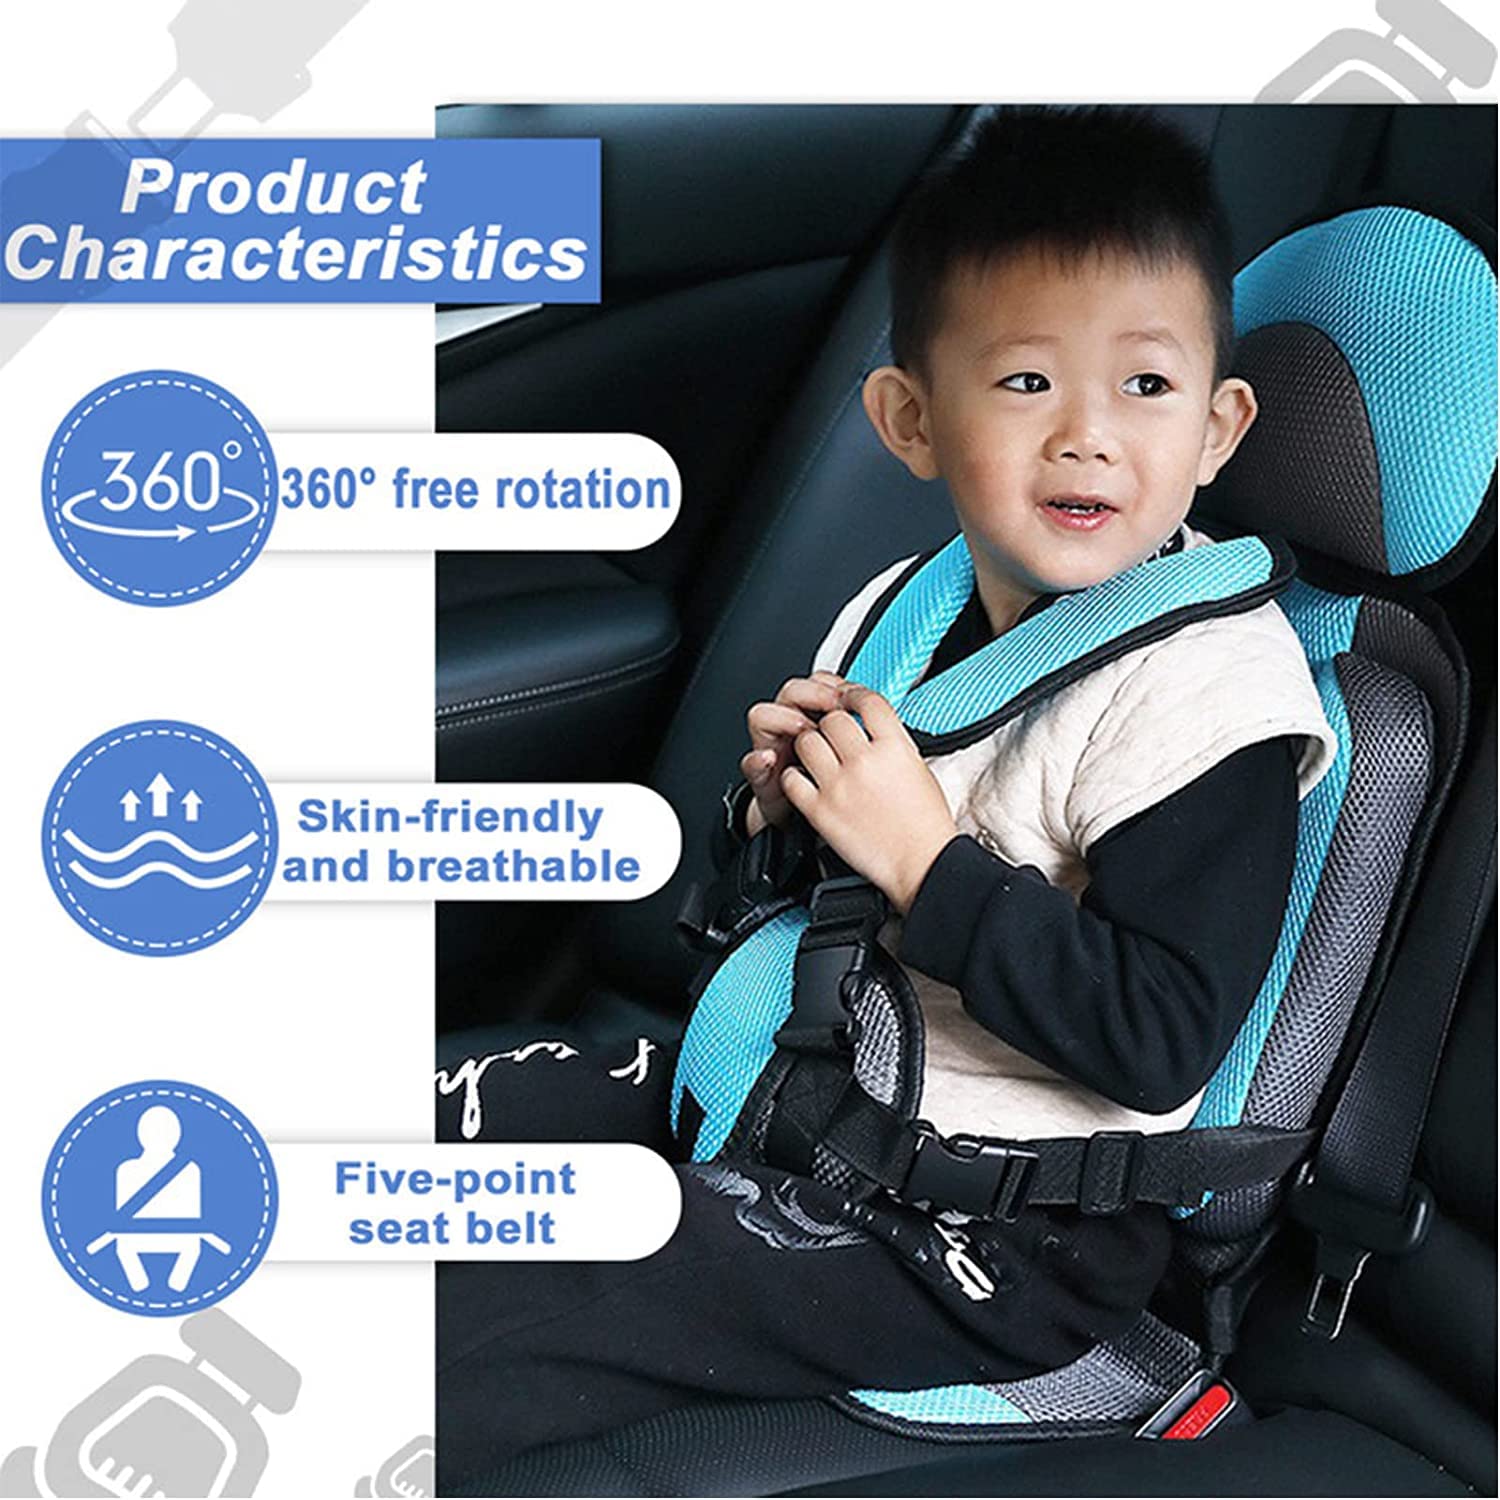 Product
Characteristics
360°
360° free rotation
Skin-friendly
and breathable
Five-point
seat belt